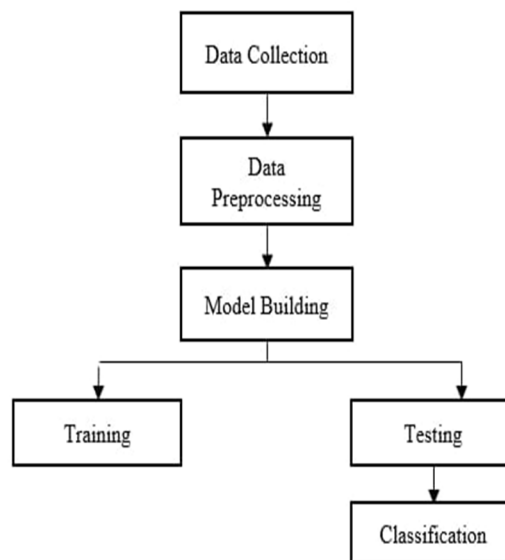 Data Collection
Data
Preprocessing
Model Building
Training
Testing
Classification